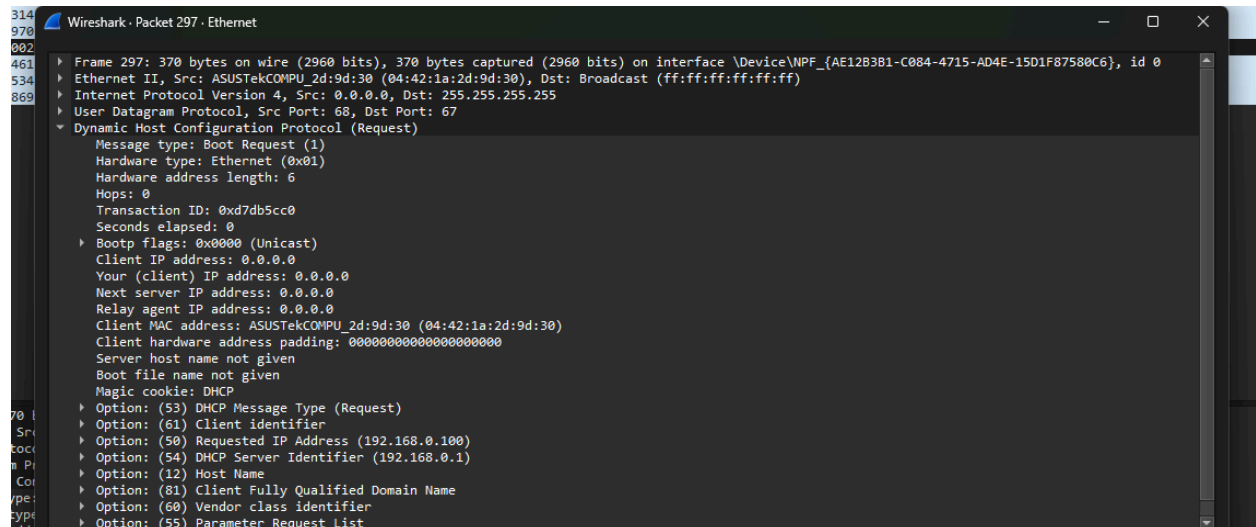 314
970
002
461
534
869
Wireshark · Packet 297 · Ethernet
Frame 297: 370 bytes on wire (2960 bits), 370 bytes captured (2960 bits) on interface \Device\NPF_{AE12B3B1-C084-4715-AD4E-15D1F87580C6}, id 0
Ethernet II, Src: ASUSTekCOMPU_2d:9d:30 (04:42:1a:2d:9d:30), Dst: Broadcast (ff:ff:ff:ff:ff:ff)
Internet Protocol Version 4, Src: 0.0.0.0, Dst: 255.255.255.255
User Datagram Protocol, Src Port: 68, Dst Port: 67
Dynamic Host Configuration Protocol (Request)
Message type: Boot Request (1)
Hardware type: Ethernet (0x01)
Hardware address length: 6
Hops: 0
Transaction ID: 0xd7db5cc0
Seconds elapsed: 0
Bootp flags: 0x0000 (Unicast)
Client IP address: 0.0.0.0
Your (client) IP address: 0.0.0.0
Next server IP address: 0.0.0.0
Relay agent IP address: 0.0.0.0
Client MAC address: ASUSTekCOMPU_2d:9d:30 (04:42:1a:2d:9d:30)
Client hardware address padding: 00000000000000000000
Server host name not given
Boot file name not given
Magic cookie: DHCP
Option: (53) DHCP Message Type (Request)
Option: (61) Client identifier
Option: (50) Requested IP Address (192.168.0.100)
Option: (54) DHCP Server Identifier (192.168.0.1)
Option: (12) Host Name
Option: (81) Client Fully Qualified Domain Name
Option: (60) Vendor class identifier
Option: (55) Parameter Request List